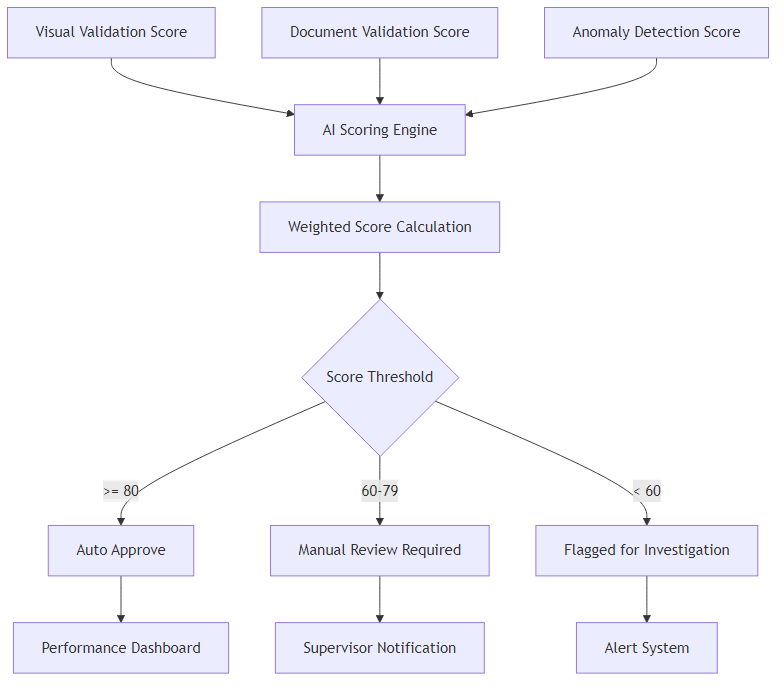 Visual Validation Score
Document Validation Score
Anomaly Detection Score
AI Scoring Engine
Weighted Score Calculation
Score Threshold
>= 80
60-79
< 60
Auto Approve
Manual Review Required
Flagged for Investigation
Performance Dashboard
Supervisor Notification
Alert System